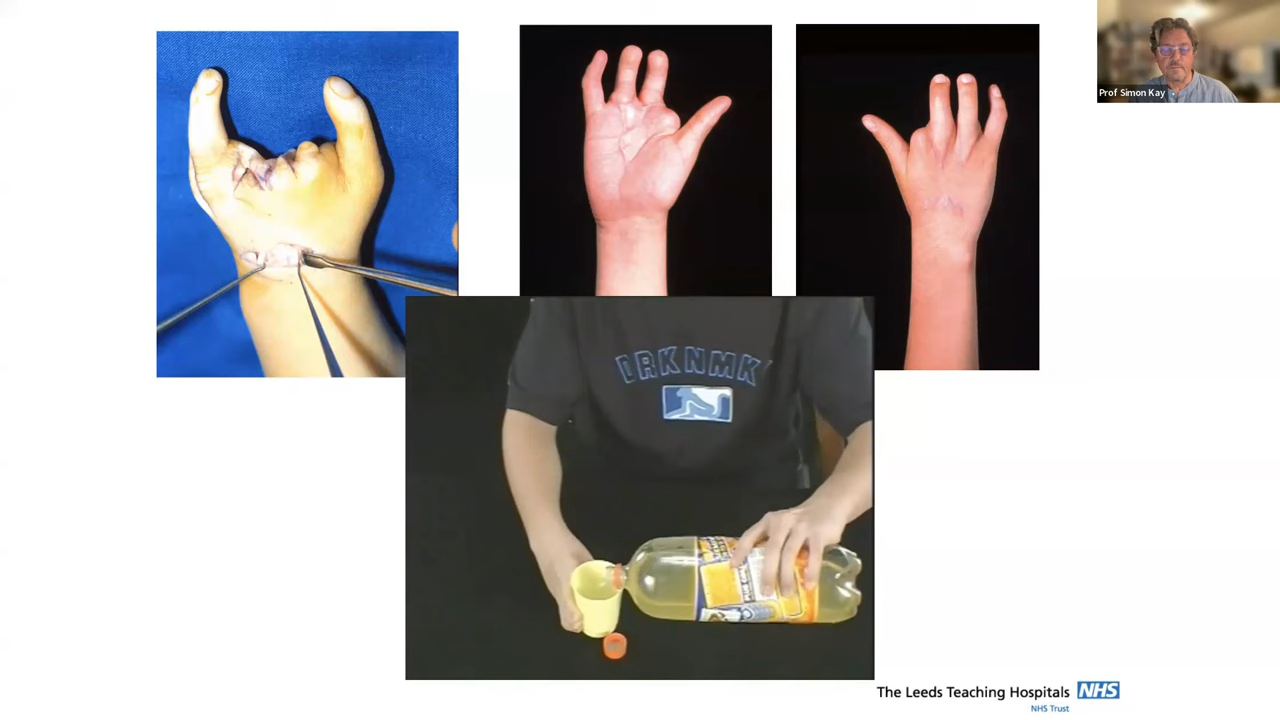 Prof Simon Kay
DRKNMK
The Leeds Teaching Hospitals NHS
NHS Trust